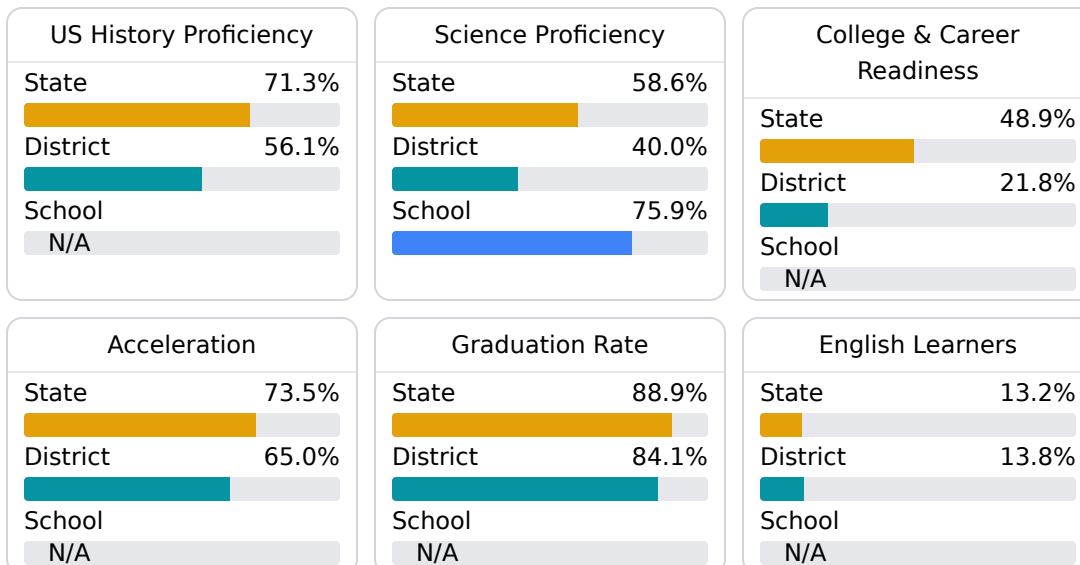 US History Proficiency
State 71.3%
District 56.1%
School
N/A
Science Proficiency
State 58.6%
District 40.0%
School 75.9%
College & Career
Readiness
State 48.9%
District 21.8%
School
N/A
Acceleration
State 73.5%
District 65.0%
School
N/A
Graduation Rate
State 88.9%
District 84.1%
School
N/A
English Learners
State 13.2%
District 13.8%
School
N/A